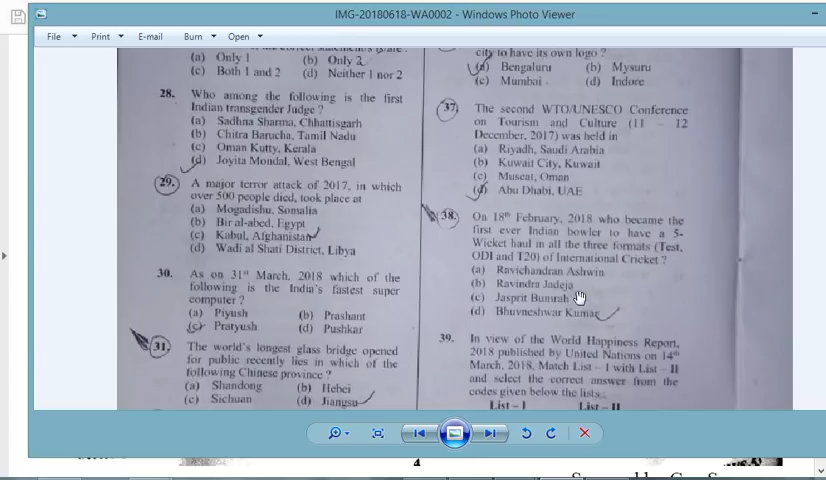 IMG-20180618-WA0002 - Windows Photo Viewer
File Print E-mail Burn Open
(a) Only 1 (b) Only 2
(c) Both 1 and 2 (d) Neither 1 nor 2
28. Who among the following is the first
Indian transgender Judge ?
(a) Sadhna Sharma, Chhattisgarh
(b) Chitra Barucha, Tamil Nadu
(c) Oman Kutty, Kerala
(d) Joyita Mondal, West Bengal
29. A major terror attack of 2017, in which
over 500 people died, took place at
(a) Mogadishu, Somalia
(b) Bir al-abed, Egypt
(c) Kabul, Afghanistan
(d) Wadi al Shati District, Libya
30. As on 31st March, 2018 which of the
following is the India's fastest super
computer ?
(a) Piyush (b) Prashant
(c) Pratyush (d) Pushkar
31. The world's longest glass bridge opened
for public recently lies in which of the
following Chinese province ?
(a) Shandong (b) Hebei
(c) Sichuan (d) Jiangsu
city to have its own logo ?
(a) Bengaluru (b) Mysuru
(c) Mumbai (d) Indore
37. The second WTO/UNESCO Conference
on Tourism and Culture (11 – 12
December, 2017) was held in
(a) Riyadh, Saudi Arabia
(b) Kuwait City, Kuwait
(c) Muscat, Oman
(d) Abu Dhabi, UAE
38. On 18th February, 2018 who became the
first ever Indian bowler to have a 5-
Wicket haul in all the three formats (Test,
ODI and T20) of International Cricket ?
(a) Ravichandran Ashwin
(b) Ravindra Jadeja
(c) Jasprit Bumrah
(d) Bhuvneshwar Kumar
39. In view of the World Happiness Report,
2018 published by United Nations on 14th
March, 2018, Match List – I with List – II
and select the correct answer from the
codes given below the lists :
List – I List – II
4